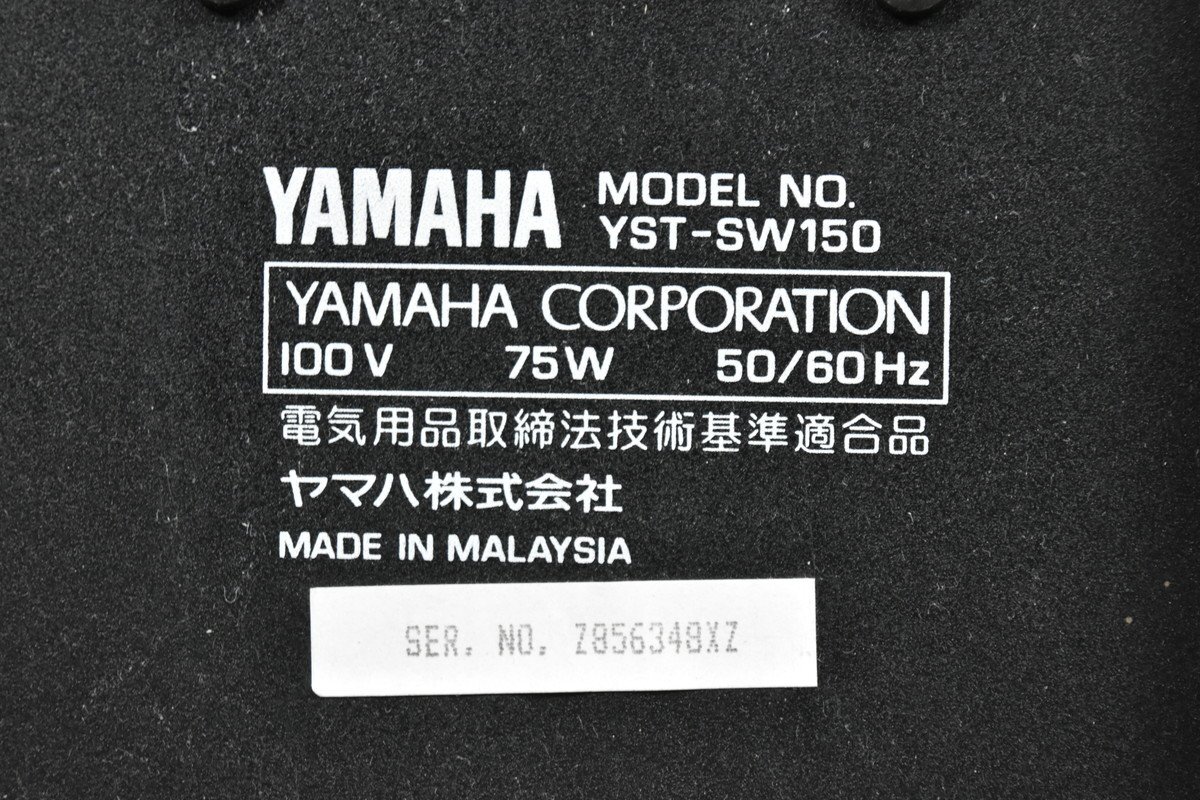 YAMAHA
MODEL NO.
YST-SW150
YAMAHA CORPORATION
100V 75W 50/60Hz
電気用品取締法技術基準適合品
ヤマハ株式会社
MADE IN MALAYSIA
SER. NO. Z856348XZ